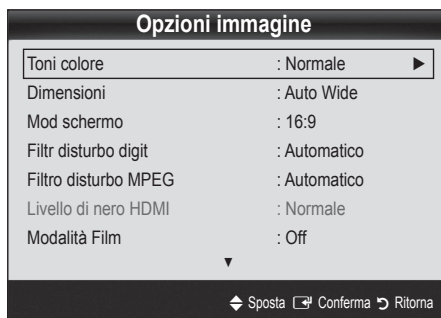 Opzioni immagine
Toni colore : Normale ►
Dimensioni : Auto Wide
Mod schermo : 16:9
Filtr disturbo digit : Automatico
Filtro disturbo MPEG : Automatico
Livello di nero HDMI : Normale
Modalità Film : Off
▼
Sposta Conferma Ritorna